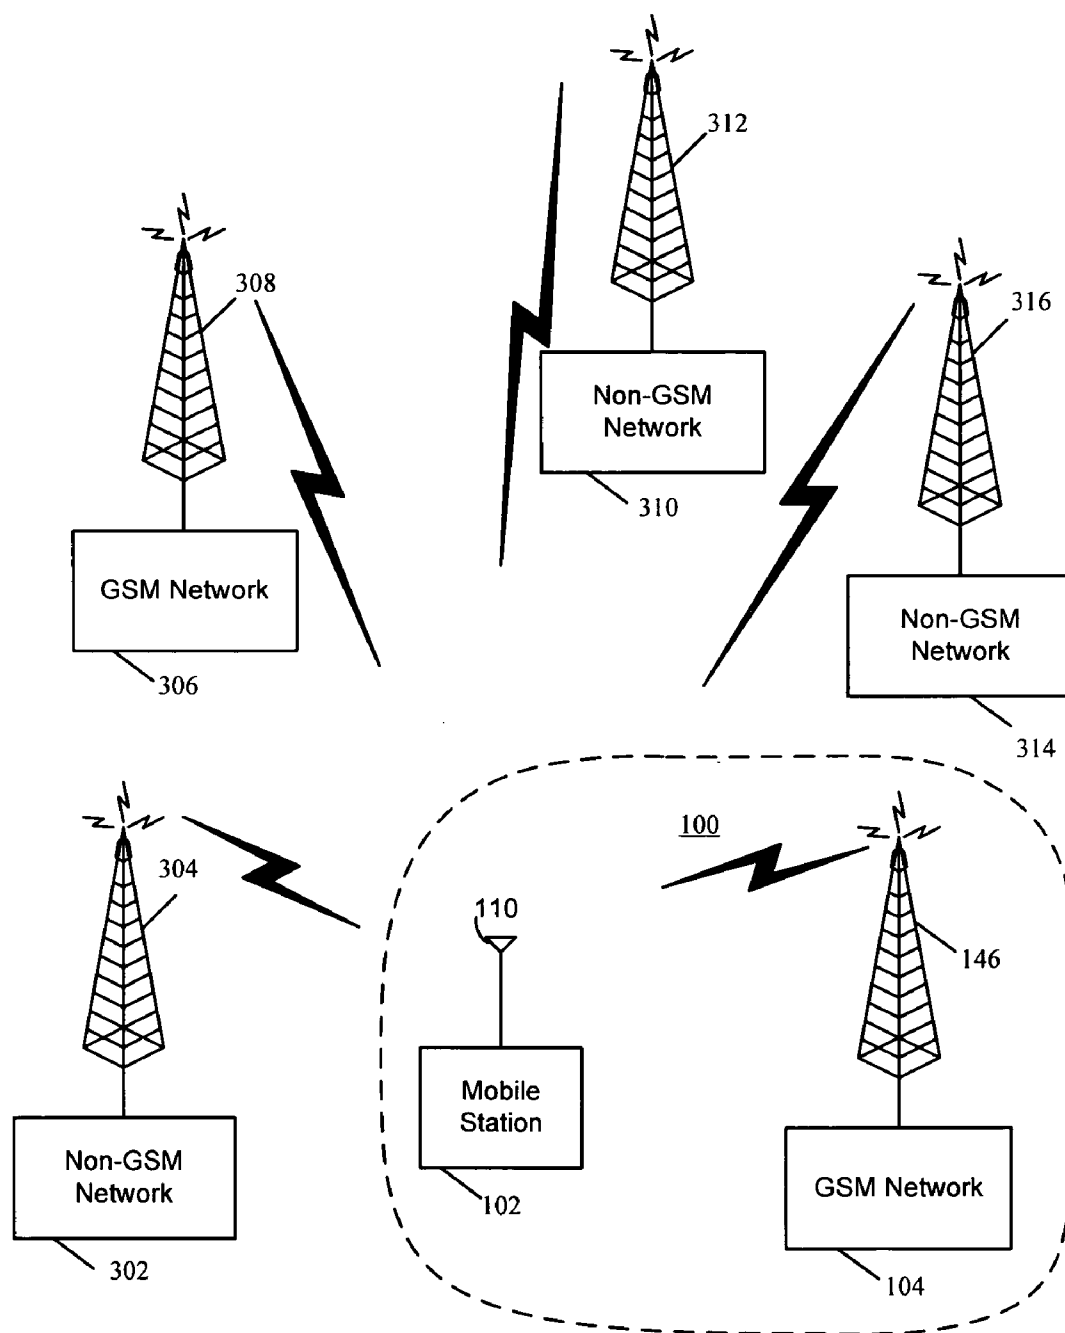 312
308
316
Non-GSM
Network
310
GSM Network
306
Non-GSM
Network
314
100
304
110
146
Mobile
Station
102
Non-GSM
Network
302
GSM Network
104